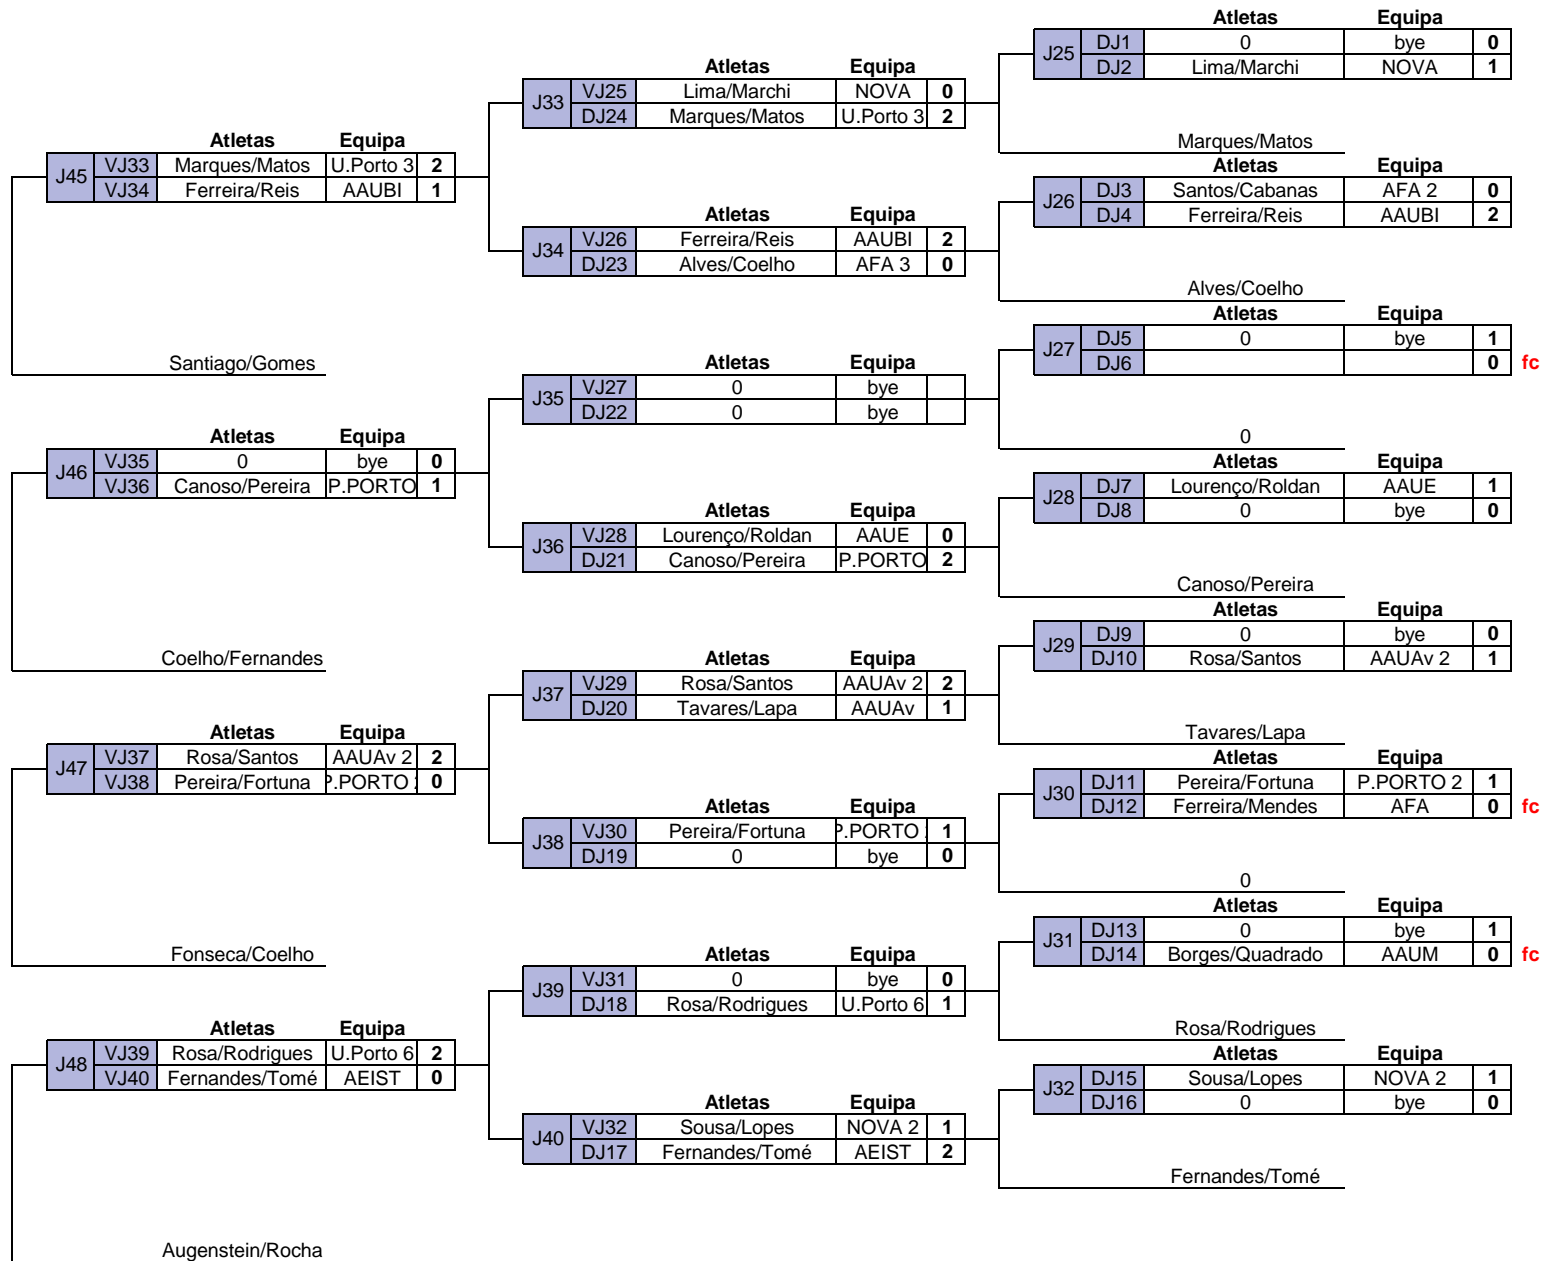 Atletas Equipa
J25 DJ1 0 bye 0
DJ2 Lima/Marchi NOVA 1
Atletas Equipa
J33 VJ25 Lima/Marchi NOVA 0
DJ24 Marques/Matos U.Porto 3 2
Marques/Matos
Atletas Equipa
J45 VJ33 Marques/Matos U.Porto 3 2
VJ34 Ferreira/Reis AAUBI 1
Atletas Equipa
J26 DJ3 Santos/Cabanas AFA 2 0
DJ4 Ferreira/Reis AAUBI 2
Atletas Equipa
J34 VJ26 Ferreira/Reis AAUBI 2
DJ23 Alves/Coelho AFA 3 0
Alves/Coelho
Atletas Equipa
J27 DJ5 0 bye 1
DJ6 0 fc
Santiago/Gomes
Atletas Equipa
J35 VJ27 0 bye
DJ22 0 bye
0
Atletas Equipa
J46 VJ35 0 bye 0
VJ36 Canoso/Pereira P.PORTO 1
Atletas Equipa
J28 DJ7 Lourenço/Roldan AAUE 1
DJ8 0 bye 0
Atletas Equipa
J36 VJ28 Lourenço/Roldan AAUE 0
DJ21 Canoso/Pereira P.PORTO 2
Canoso/Pereira
Atletas Equipa
J29 DJ9 0 bye 0
DJ10 Rosa/Santos AAUAv 2 1
Coelho/Fernandes
Atletas Equipa
J37 VJ29 Rosa/Santos AAUAv 2 2
DJ20 Tavares/Lapa AAUAv 1
Tavares/Lapa
Atletas Equipa
J47 VJ37 Rosa/Santos AAUAv 2 2
VJ38 Pereira/Fortuna P.PORTO 2 0
Atletas Equipa
J30 DJ11 Pereira/Fortuna P.PORTO 2 1
DJ12 Ferreira/Mendes AFA 0 fc
Atletas Equipa
J38 VJ30 Pereira/Fortuna P.PORTO 2 1
DJ19 0 bye 0
0
Atletas Equipa
J31 DJ13 0 bye 1
DJ14 Borges/Quadrado AAUM 0 fc
Fonseca/Coelho
Atletas Equipa
J39 VJ31 0 bye 0
DJ18 Rosa/Rodrigues U.Porto 6 1
Rosa/Rodrigues
Atletas Equipa
J48 VJ39 Rosa/Rodrigues U.Porto 6 2
VJ40 Fernandes/Tomé AEIST 0
Atletas Equipa
J32 DJ15 Sousa/Lopes NOVA 2 1
DJ16 0 bye 0
Atletas Equipa
J40 VJ32 Sousa/Lopes NOVA 2 1
DJ17 Fernandes/Tomé AEIST 2
Fernandes/Tomé
Augenstein/Rocha